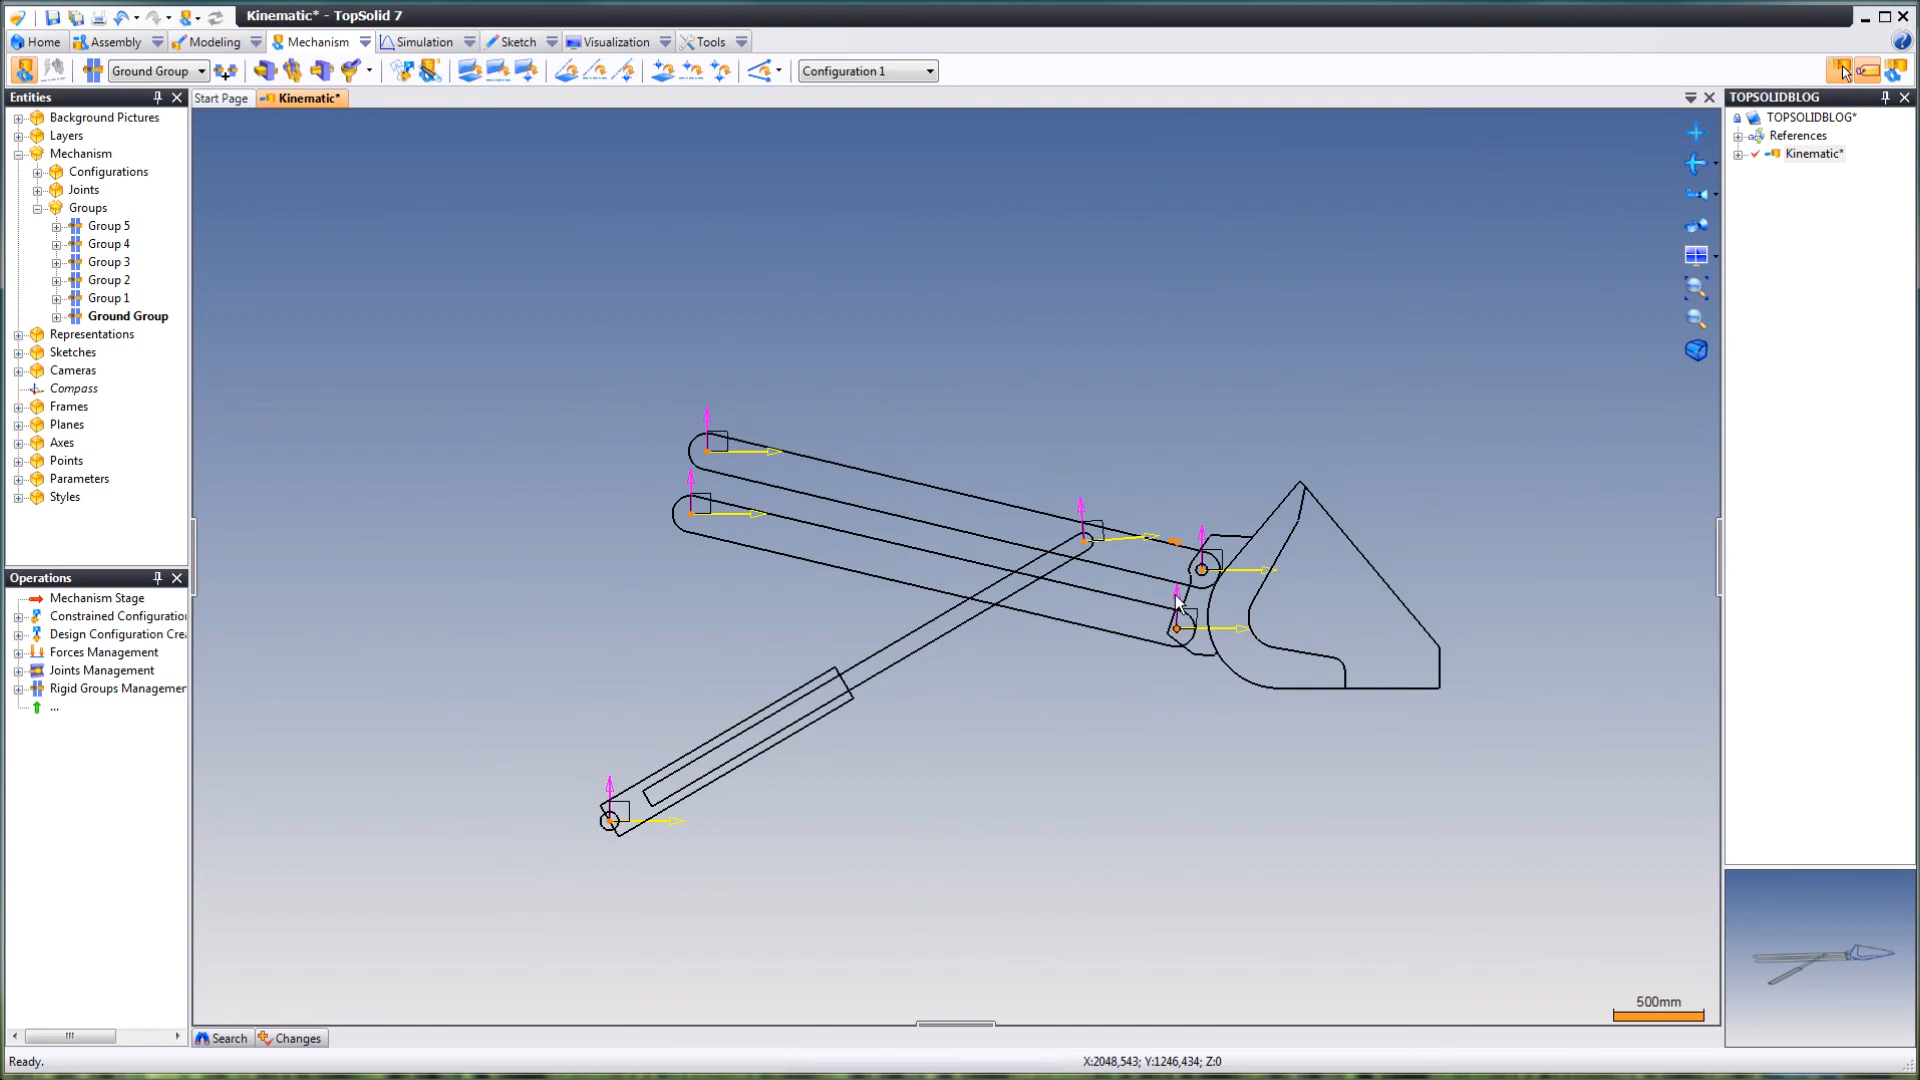 Kinematic* - TopSolid 7
Home
Assembly
Modeling
Mechanism
Simulation
Sketch
Visualization
Tools
Ground Group
Configuration 1
Entities
Start Page
Kinematic*
TOPSOLIDBLOG
Background Pictures
Layers
Mechanism
Configurations
Joints
Groups
Group 5
Group 4
Group 3
Group 2
Group 1
Ground Group
Representations
Sketches
Cameras
Compass
Frames
Planes
Axes
Points
Parameters
Styles
TOPSOLIDBLOG*
References
Kinematic*
Operations
Mechanism Stage
Constrained Configuratio
Design Configuration Crea
Forces Management
Joints Management
Rigid Groups Managemer
...
500mm
Search
Changes
Ready.
X:2048,543; Y:1246,434; Z:0